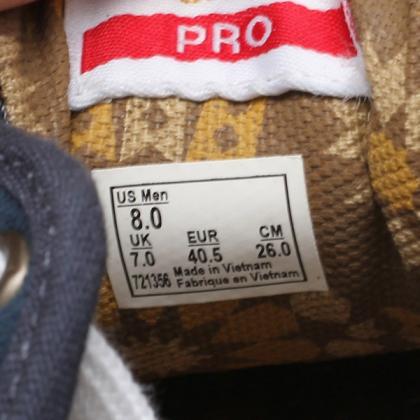 PRO
US Men
8.0
UK EUR CM
7.0 40.5 26.0
721356 Made in Vietnam
Fabrique en Vietnam